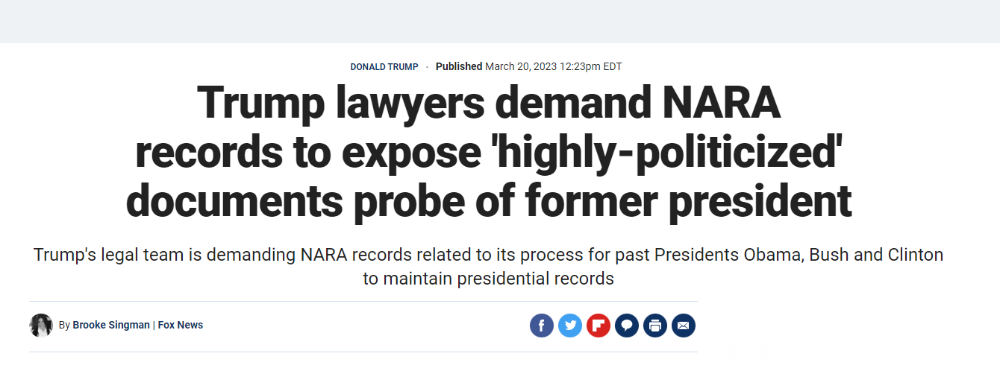 DONALD TRUMP · Published March 20, 2023 12:23pm EDT
Trump lawyers demand NARA
records to expose 'highly-politicized'
documents probe of former president
Trump's legal team is demanding NARA records related to its process for past Presidents Obama, Bush and Clinton
to maintain presidential records
By Brooke Singman | Fox News